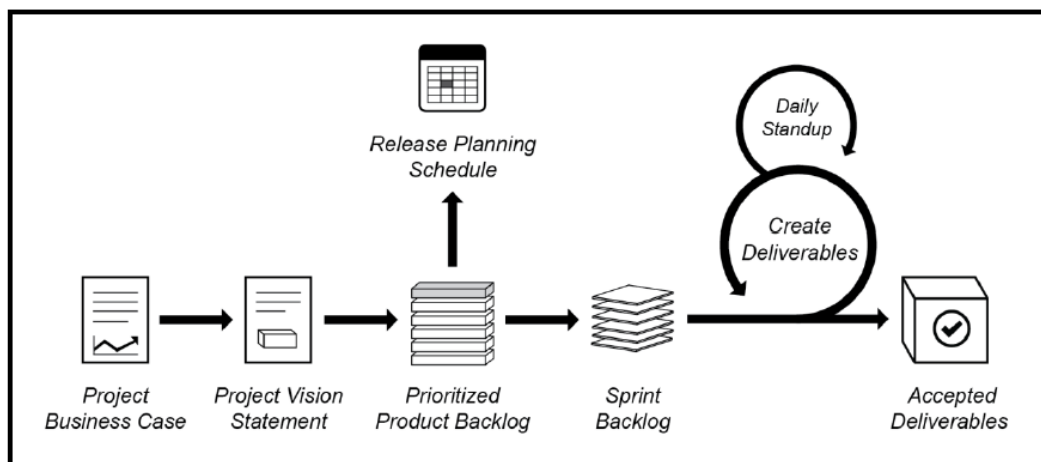 Release Planning
Schedule
Daily
Standup
Create
Deliverables
Project
Business Case
Project Vision
Statement
Prioritized
Product Backlog
Sprint
Backlog
Accepted
Deliverables